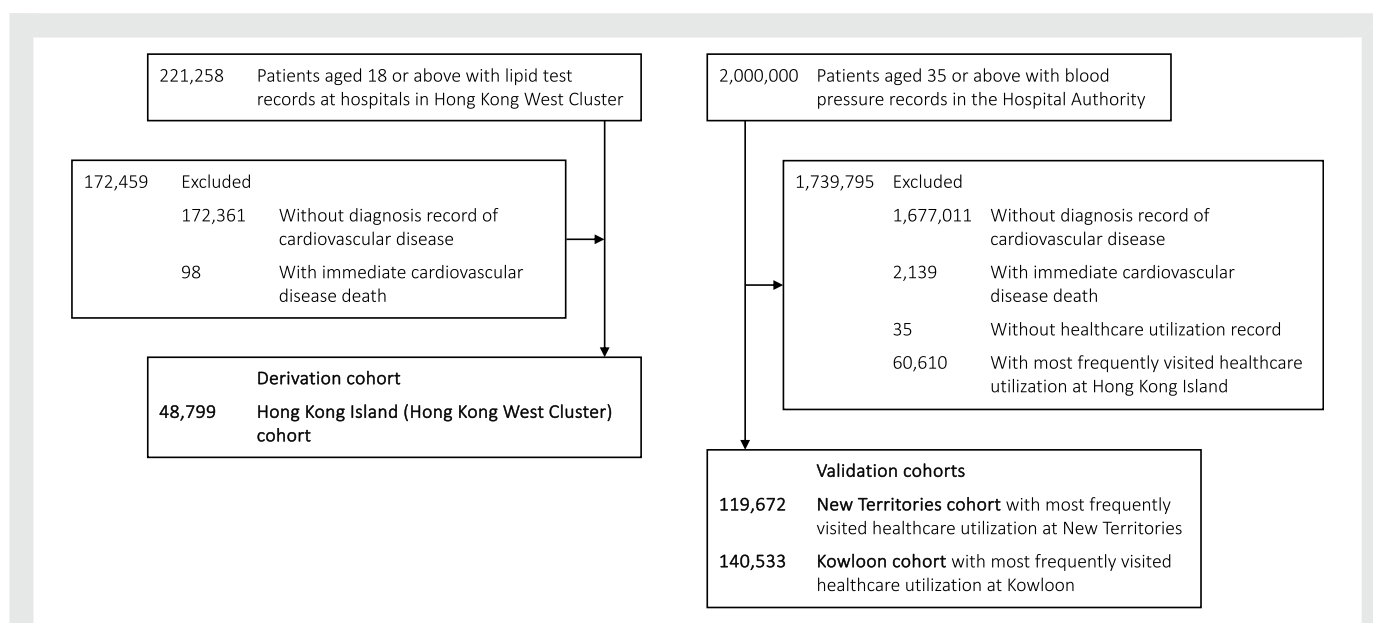 221,258 Patients aged 18 or above with lipid test
records at hospitals in Hong Kong West Cluster
172,459 Excluded
172,361 Without diagnosis record of
cardiovascular disease
98 With immediate cardiovascular
disease death
Derivation cohort
48,799 Hong Kong Island (Hong Kong West Cluster)
cohort
2,000,000 Patients aged 35 or above with blood
pressure records in the Hospital Authority
1,739,795 Excluded
1,677,011 Without diagnosis record of
cardiovascular disease
2,139 With immediate cardiovascular
disease death
35 Without healthcare utilization record
60,610 With most frequently visited healthcare
utilization at Hong Kong Island
Validation cohorts
119,672 New Territories cohort with most frequently
visited healthcare utilization at New Territories
140,533 Kowloon cohort with most frequently visited
healthcare utilization at Kowloon